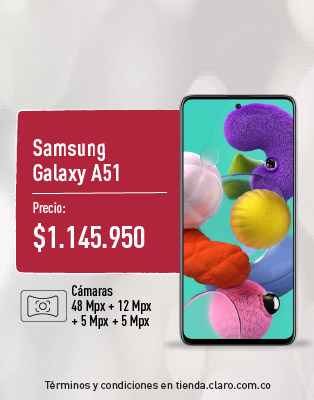 Samsung
Galaxy A51
Precio:
$1.145.950
Cámaras
48 Mpx + 12 Mpx
+ 5 Mpx + 5 Mpx
Términos y condiciones en tienda.claro.com.co